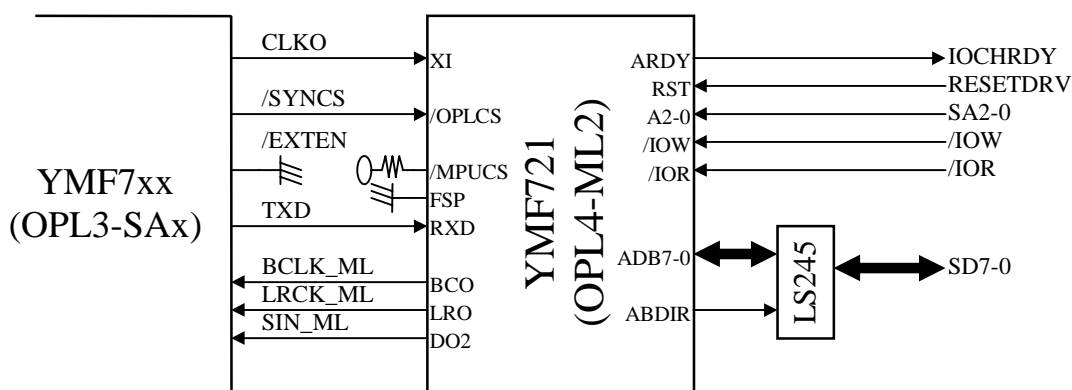 CLKO
XI
ARDY
IOCHRDY
RST
RESETDRV
/SYNCS
/OPLCS
A2-0
SA2-0
/EXTEN
/IOW
/IOW
/MPUCS
/IOR
/IOR
YMF7xx
(OPL3-SAx)
FSP
TXD
RXD
YMF721
(OPL4-ML2)
ADB7-0
LS245
SD7-0
BCLK_ML
BCO
LRCK_ML
LRO
ABDIR
SIN_ML
DO2